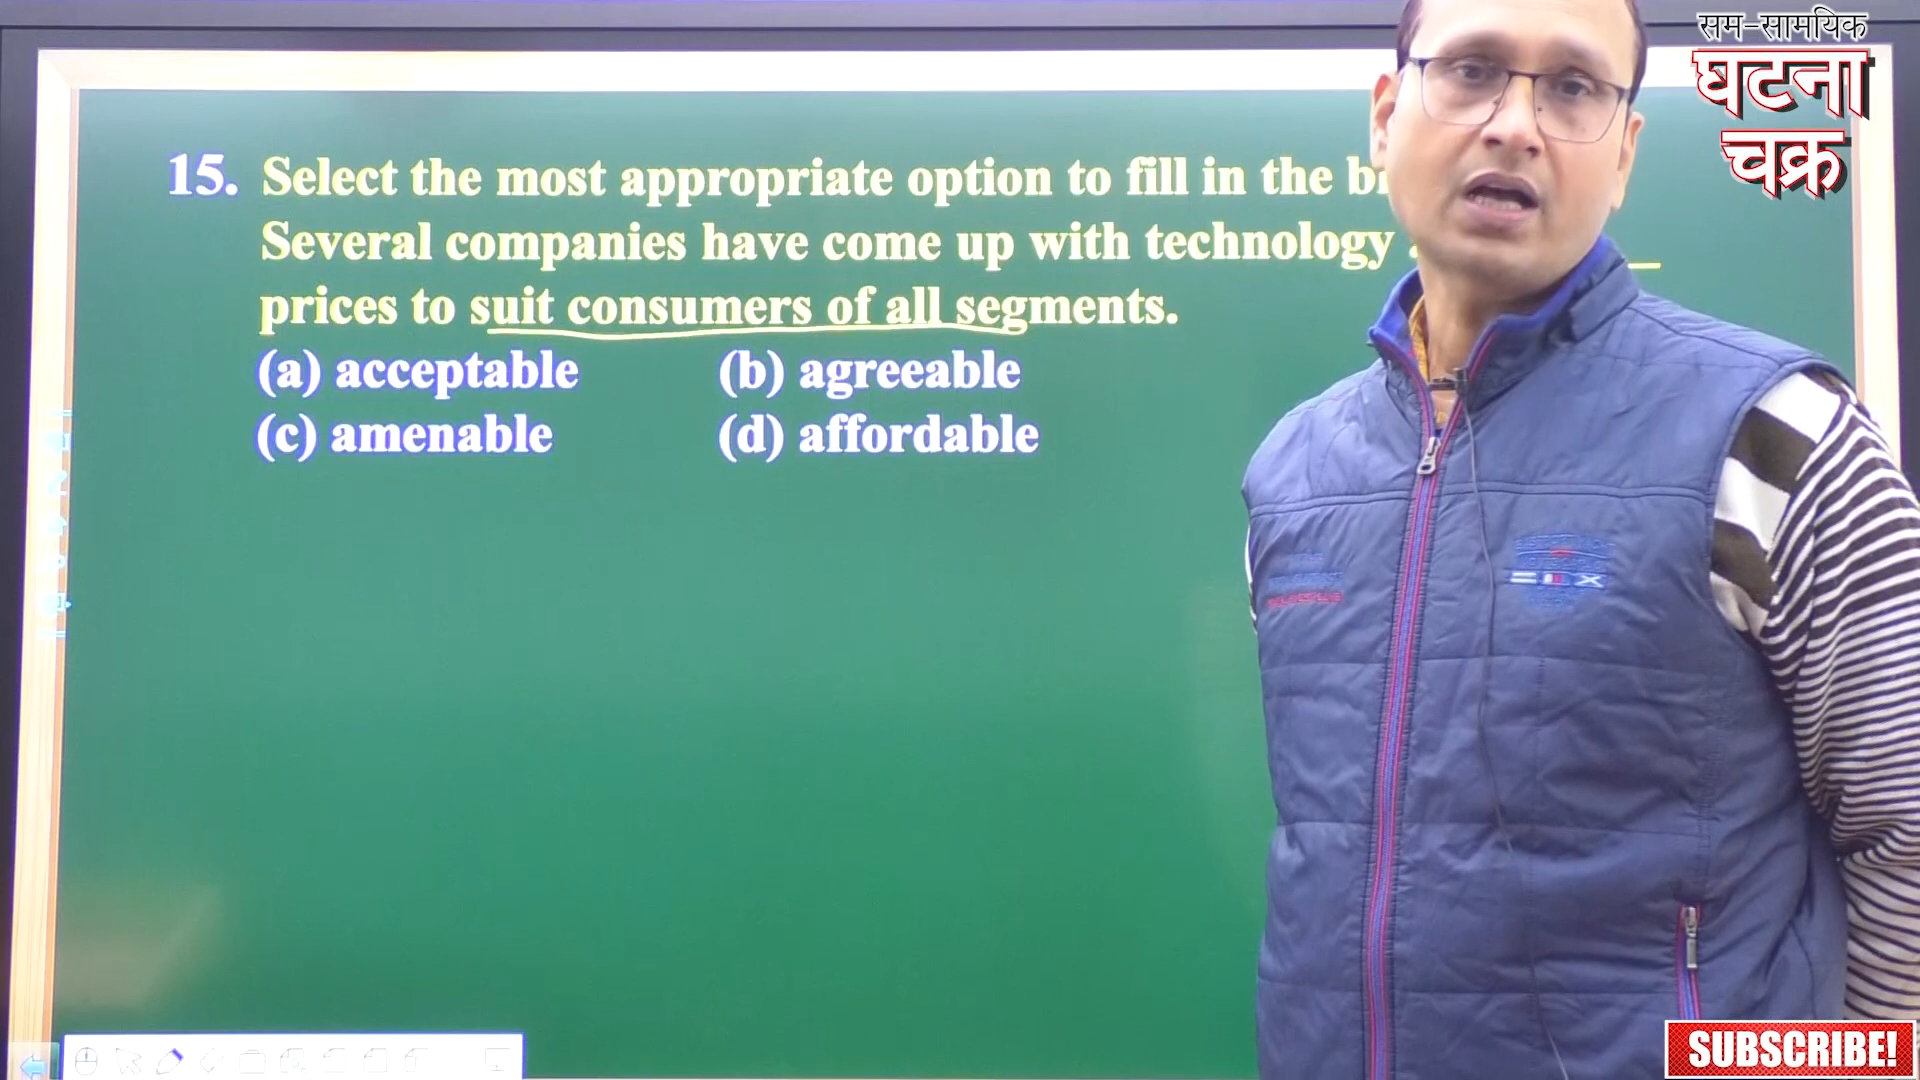 सम-सामयिक
घटना
चक्र
15. Select the most appropriate option to fill in the
Several companies have come up with technology
prices to suit consumers of all segments.
(a) acceptable (b) agreeable
(c) amenable (d) affordable
SUBSCRIBE!